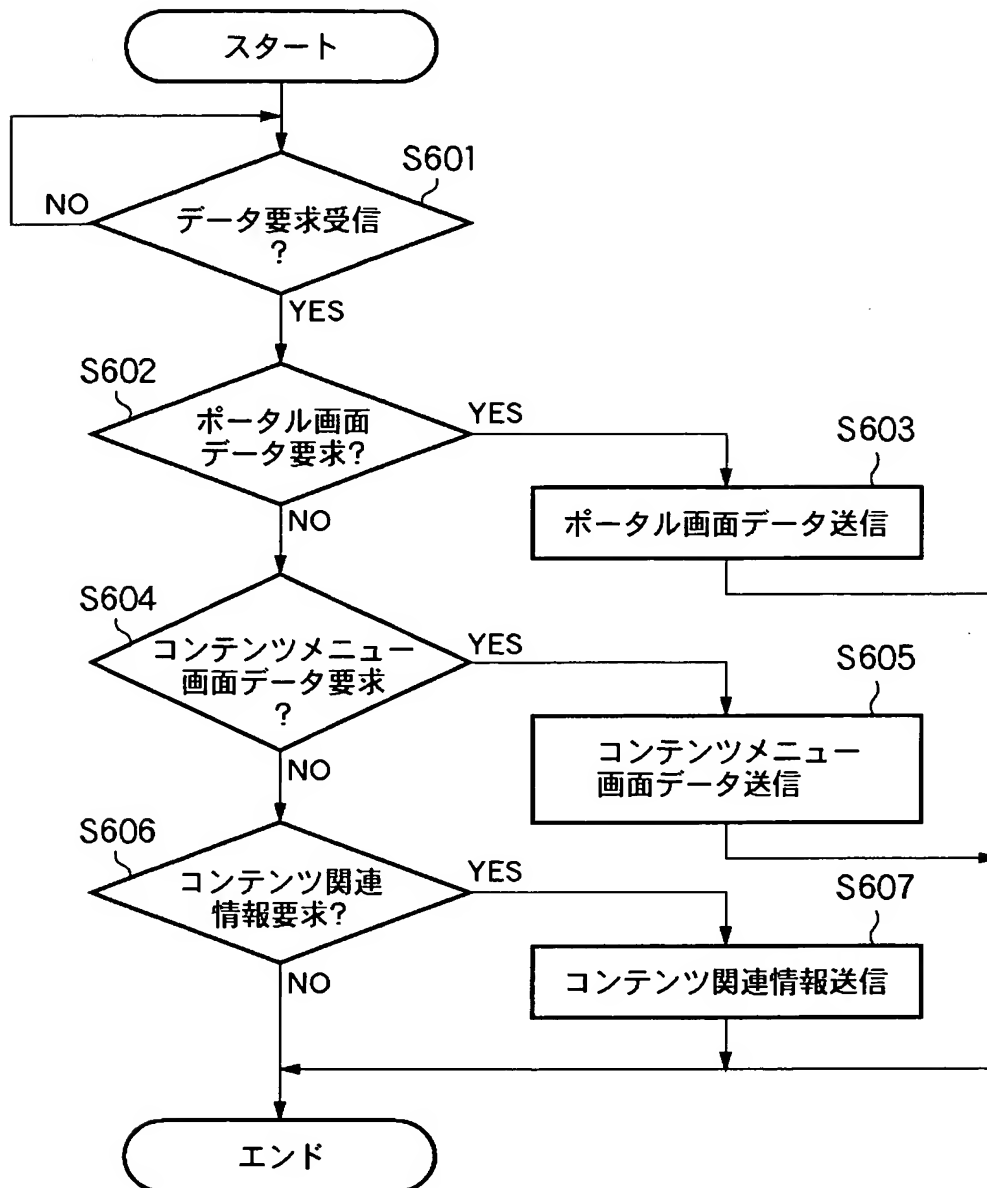 スタート
S601
NO
データ要求受信
?
YES
S602
ポータル画面
データ要求?
YES
S603
NO
ポータル画面データ送信
S604
コンテンツメニュー
画面データ要求
?
YES
S605
NO
コンテンツメニュー
画面データ送信
S606
コンテンツ関連
情報要求?
YES
S607
NO
コンテンツ関連情報送信
エンド